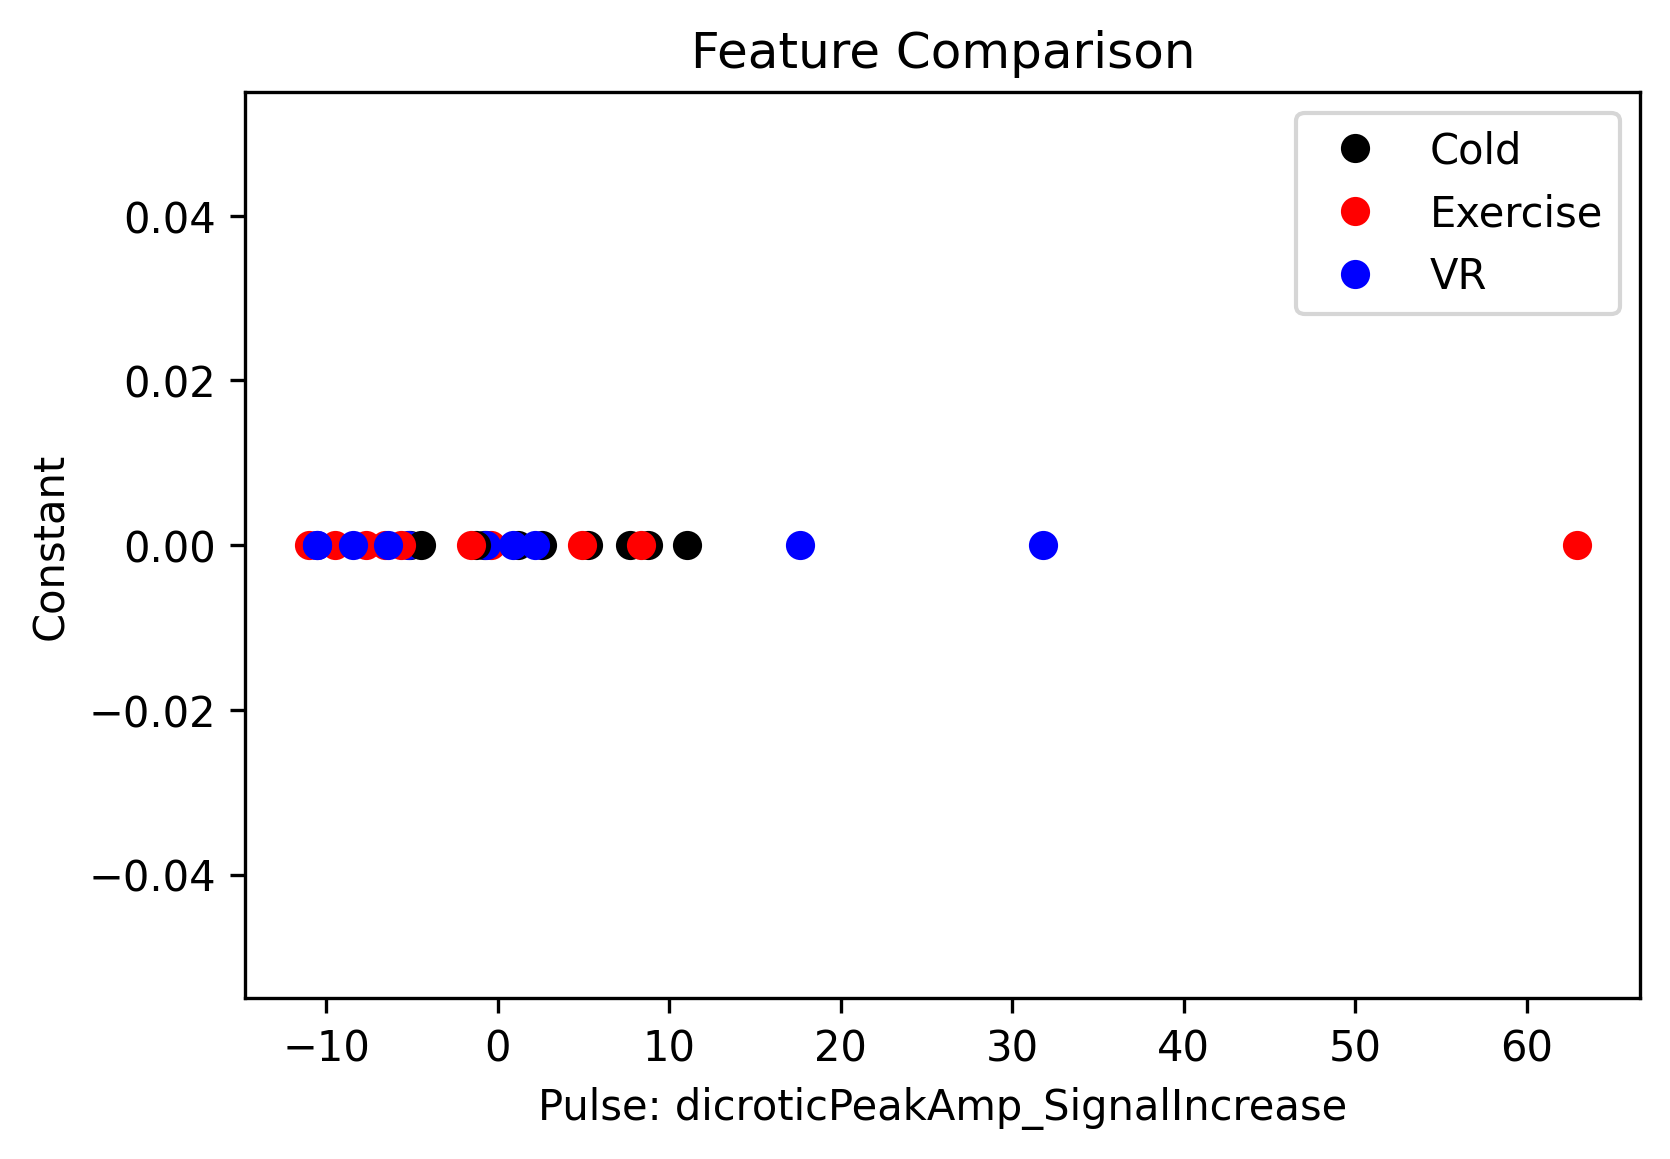 Feature Comparison
Cold
Exercise
VR
0.04
0.02
0.00
−0.02
−0.04
Constant
−10 0 10 20 30 40 50 60
Pulse: dicroticPeakAmp_SignalIncrease